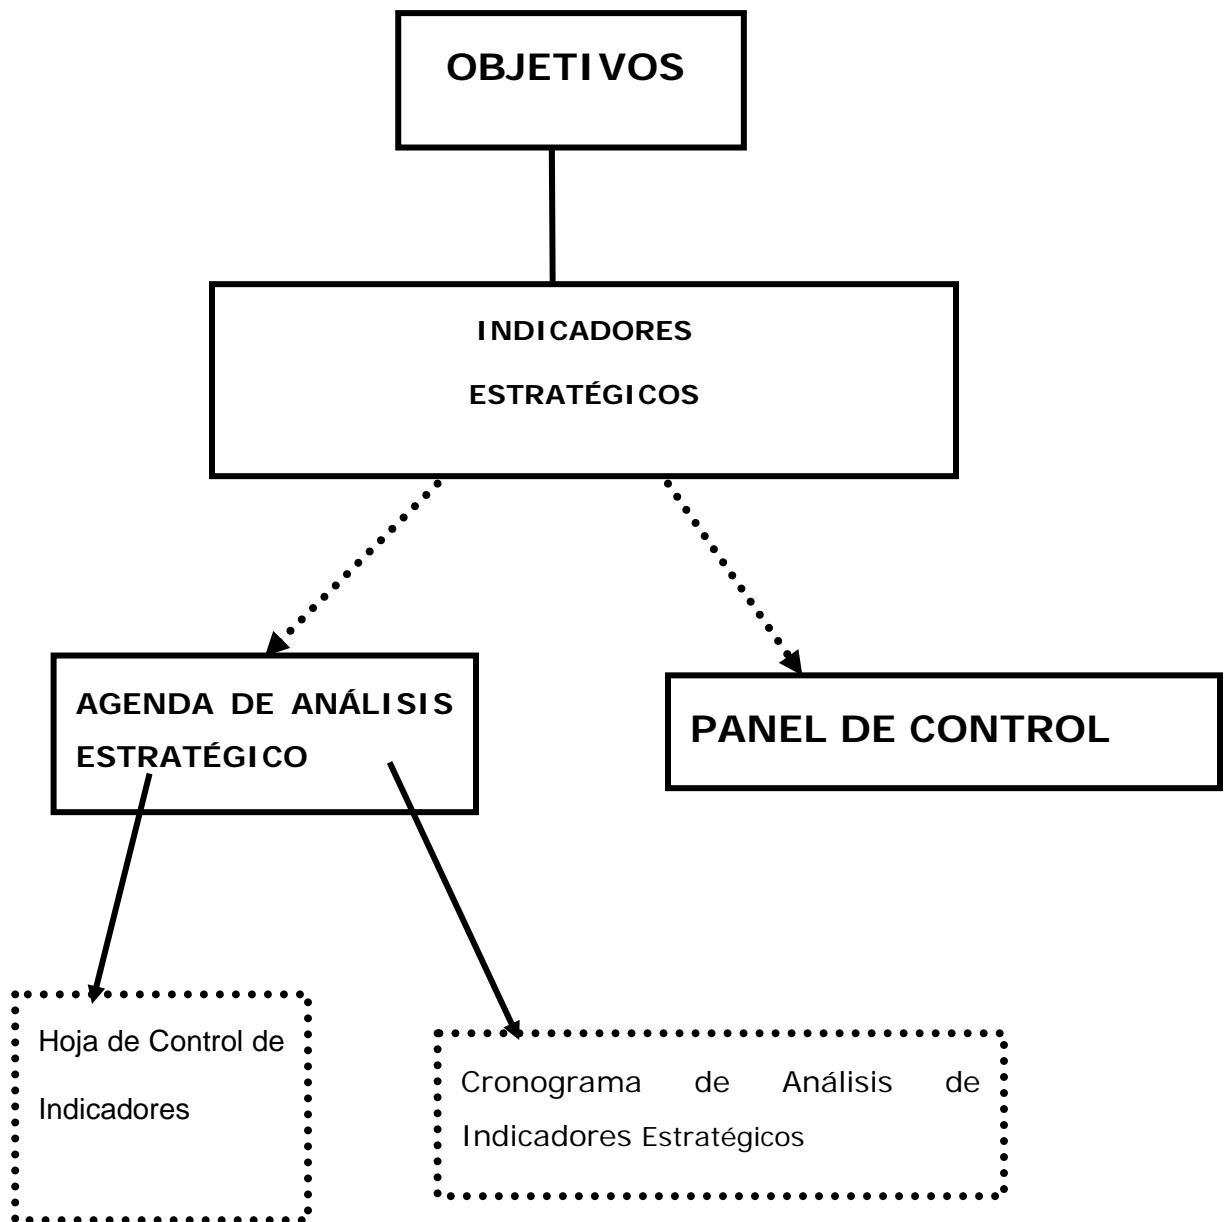 OBJETIVOS
INDICADORES
ESTRATÉGICOS
AGENDA DE ANÁLISIS
ESTRATÉGICO
PANEL DE CONTROL
Hoja de Control de
Indicadores
Cronograma de Análisis de
Indicadores Estratégicos